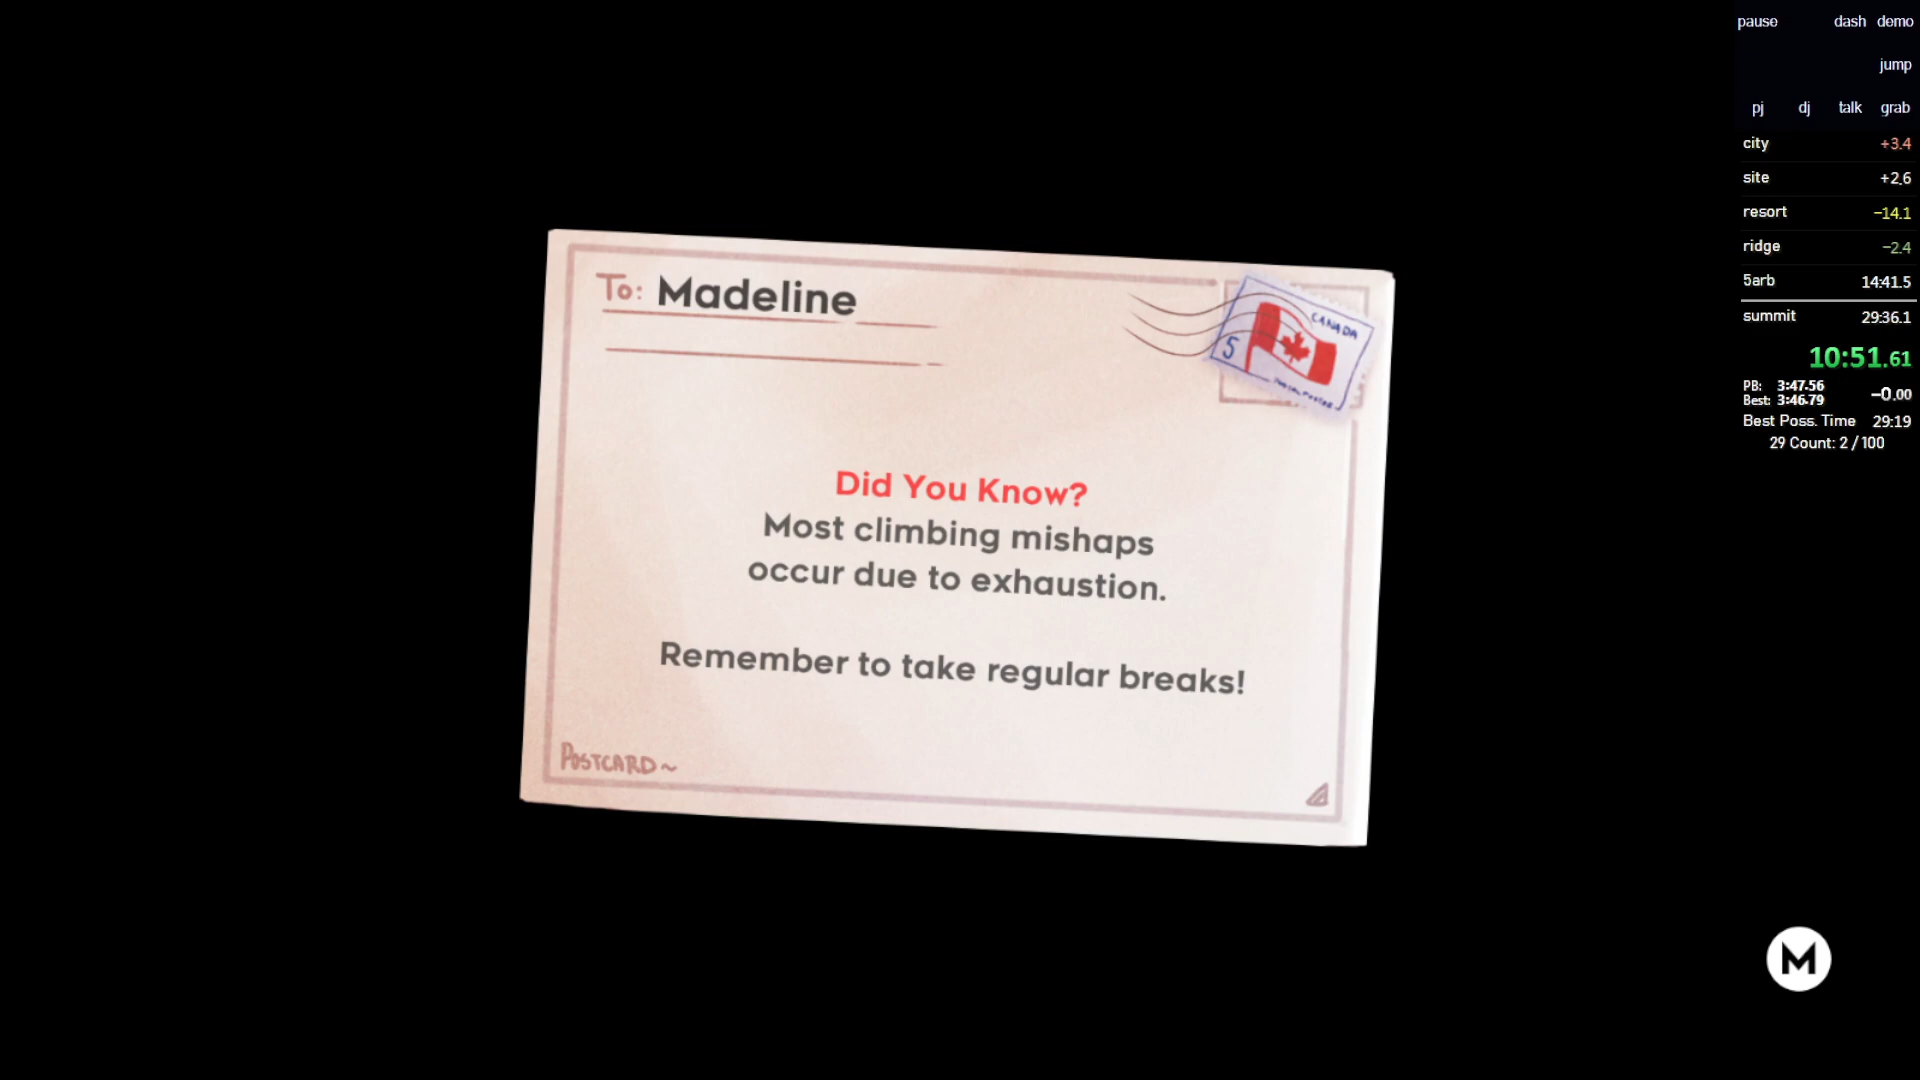 pause dash demo
jump
pj dj talk grab
city +3.4
site +2.6
resort −14.1
ridge −2.4
5arb 14:41.5
summit 29:36.1
10:51.61
PB: 3:47.56
Best: 3:46.79
−0.00
Best Poss. Time 29:19
29 Count: 2 / 100
To: Madeline
CANADA
5
Did You Know?
Most climbing mishaps
occur due to exhaustion.
Remember to take regular breaks!
POSTCARD~
M